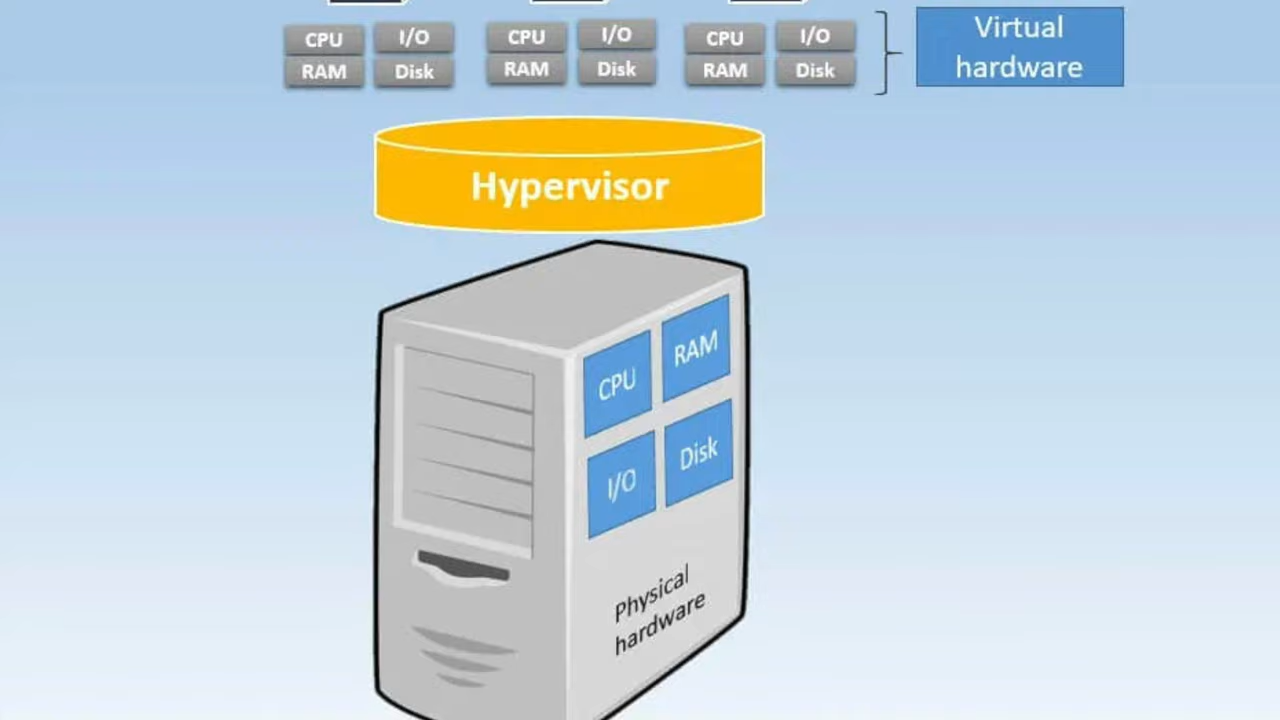 CPU I/O CPU I/O CPU I/O
RAM Disk RAM Disk RAM Disk
Virtual
hardware
Hypervisor
CPU RAM
I/O Disk
Physical
hardware